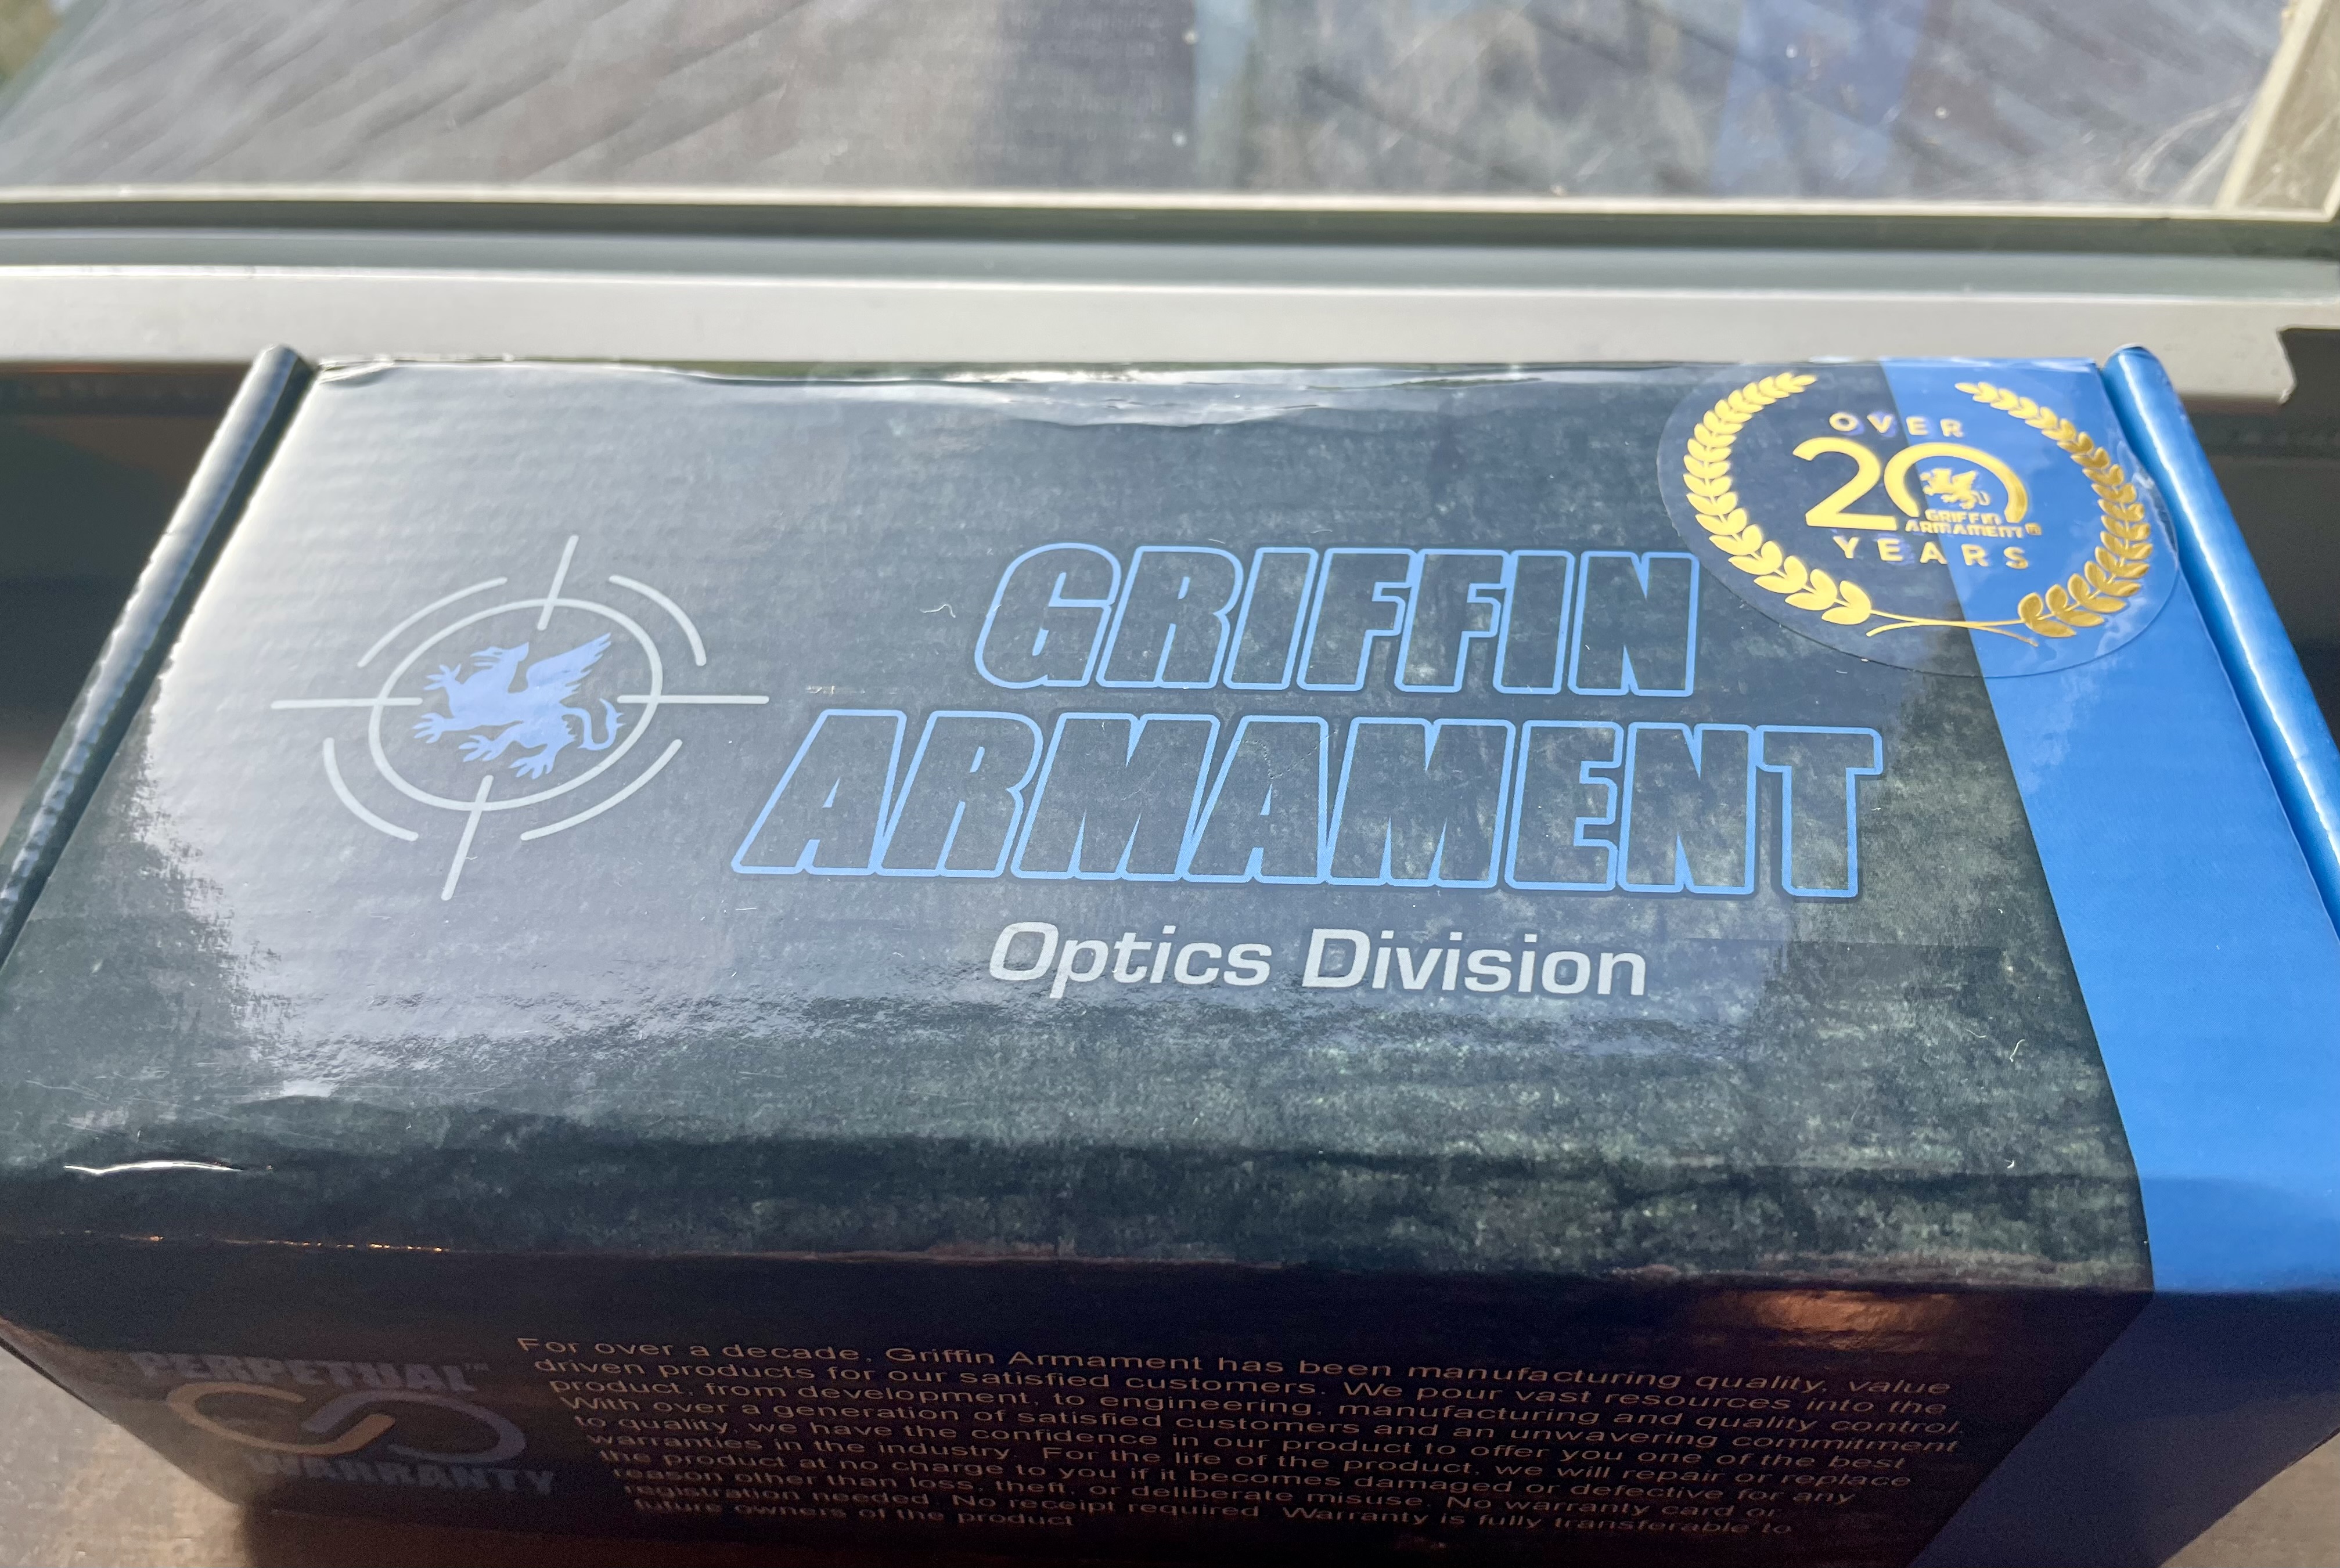 OVER
20
GRIFFIN
ARMAMENT®
YEARS
GRIFFIN
ARMAMENT
Optics Division
PERPETUAL™
WARRANTY
For over a decade, Griffin Armament has been manufacturing quality, value
driven products for our satisfied customers. We pour vast resources into the
product, from development, to engineering, manufacturing and quality control.
With over a generation of satisfied customers and an unwavering commitment
to quality, we have the confidence in our product to offer you one of the best
warranties in the industry. For the life of the product, we will repair or replace
the product at no charge to you if it becomes damaged or defective for any
reason other than loss, theft, or deliberate misuse. No warranty card or
registration needed. No receipt required. Warranty is fully transferable to
future owners of the product